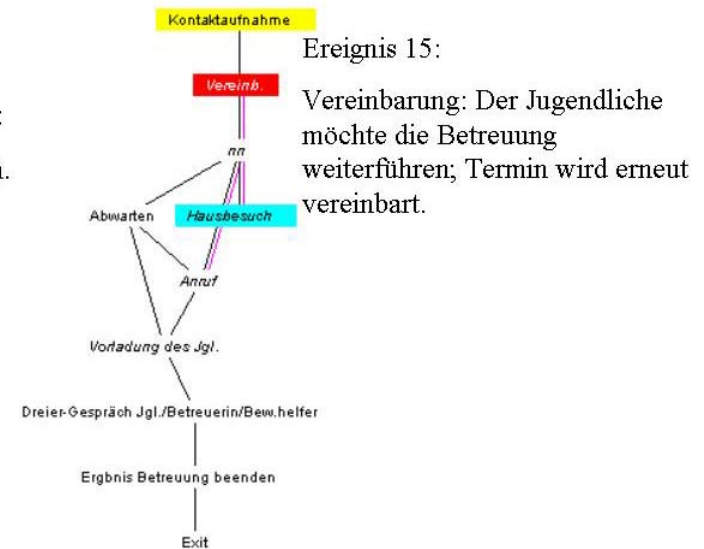 Kontaktaufnahme
Vereinb.
nn
Abwarten
Hausbesuch
Anruf
Vorladung des Jgl.
Dreier-Gespräch Jgl./Betreuerin/Bew.helfer
Ergbnis Betreuung beenden
Exit
Ereignis 15:
Vereinbarung: Der Jugendliche
möchte die Betreuung
weiterführen; Termin wird erneut
vereinbart.